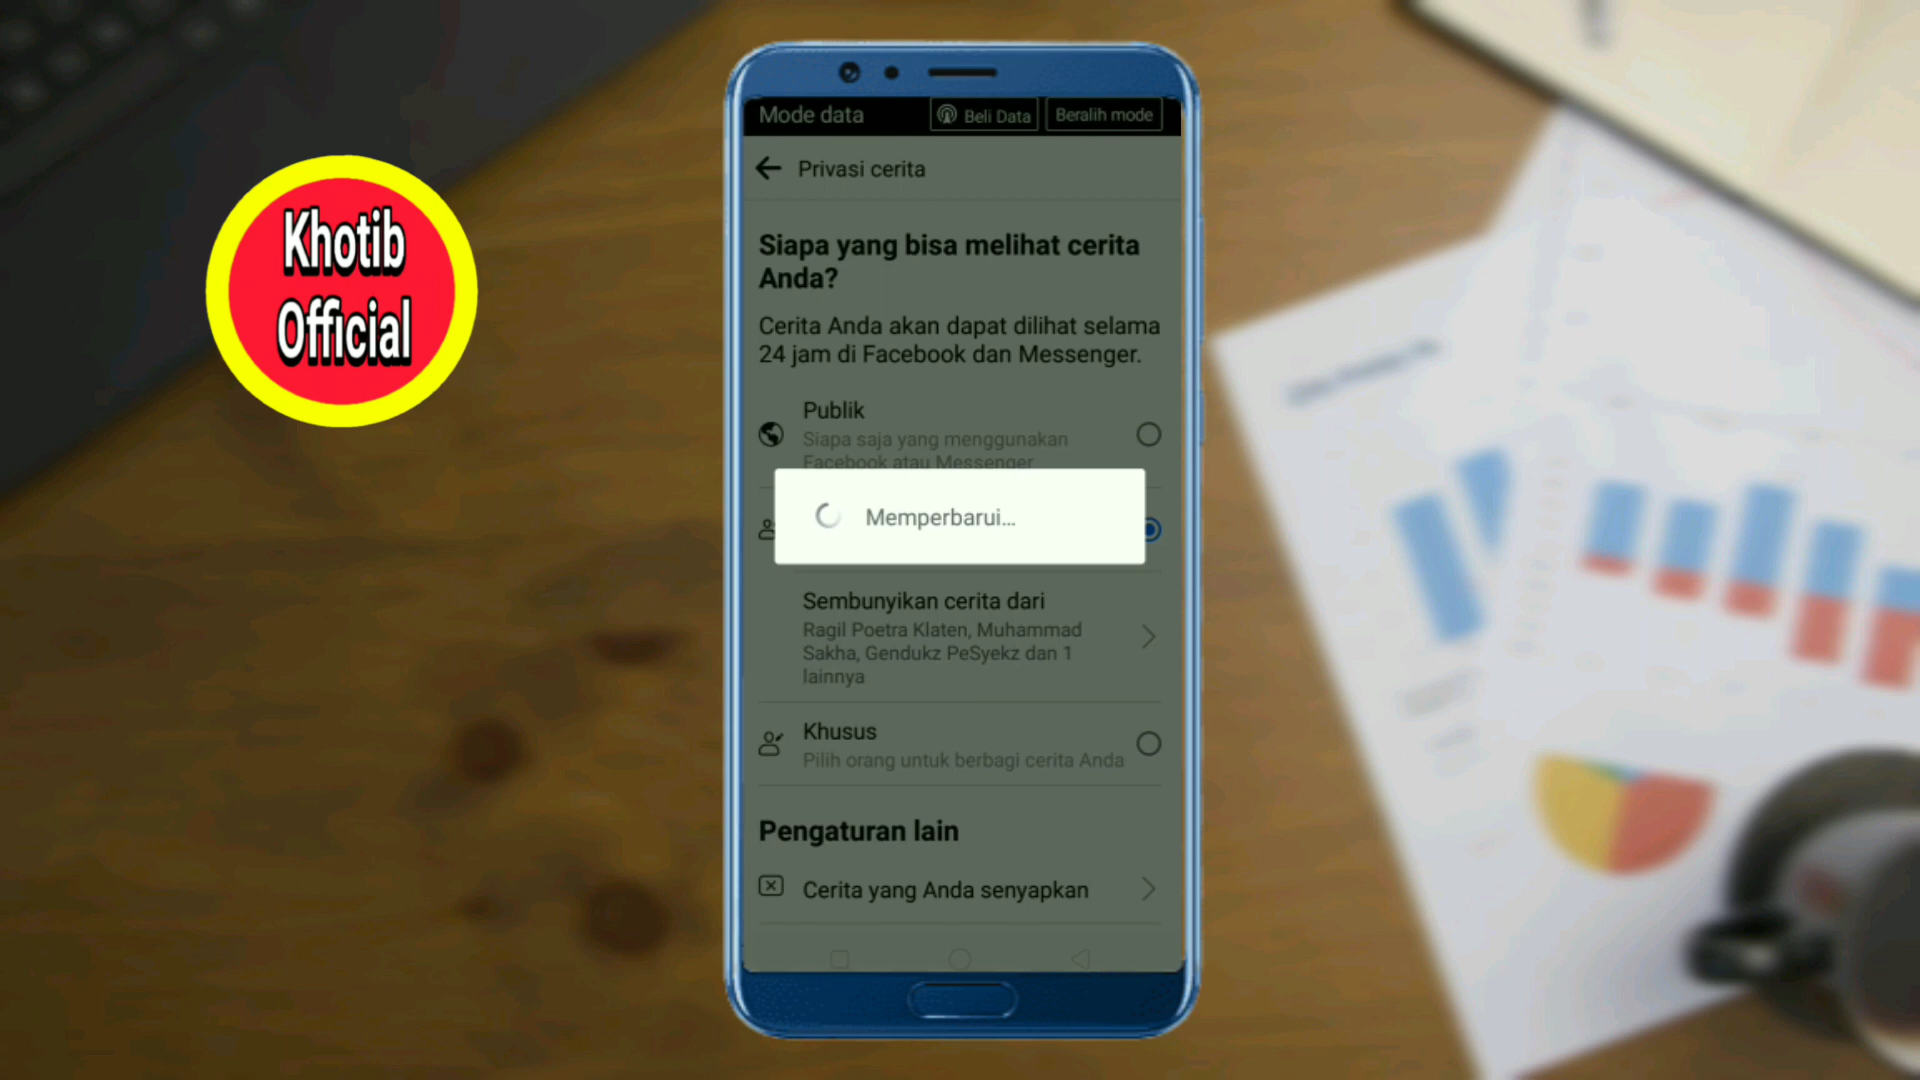 Khotib
Official
Mode data
Beli Data
Beralih mode
Privasi cerita
Siapa yang bisa melihat cerita
Anda?
Cerita Anda akan dapat dilihat selama
24 jam di Facebook dan Messenger.
Publik
Siapa saja yang menggunakan
Facebook atau Messenger
Memperbarui...
Sembunyikan cerita dari
Ragil Poetra Klaten, Muhammad
Sakha, Gendukz PeSyekz dan 1
lainnya
Khusus
Pilih orang untuk berbagi cerita Anda
Pengaturan lain
Cerita yang Anda senyapkan